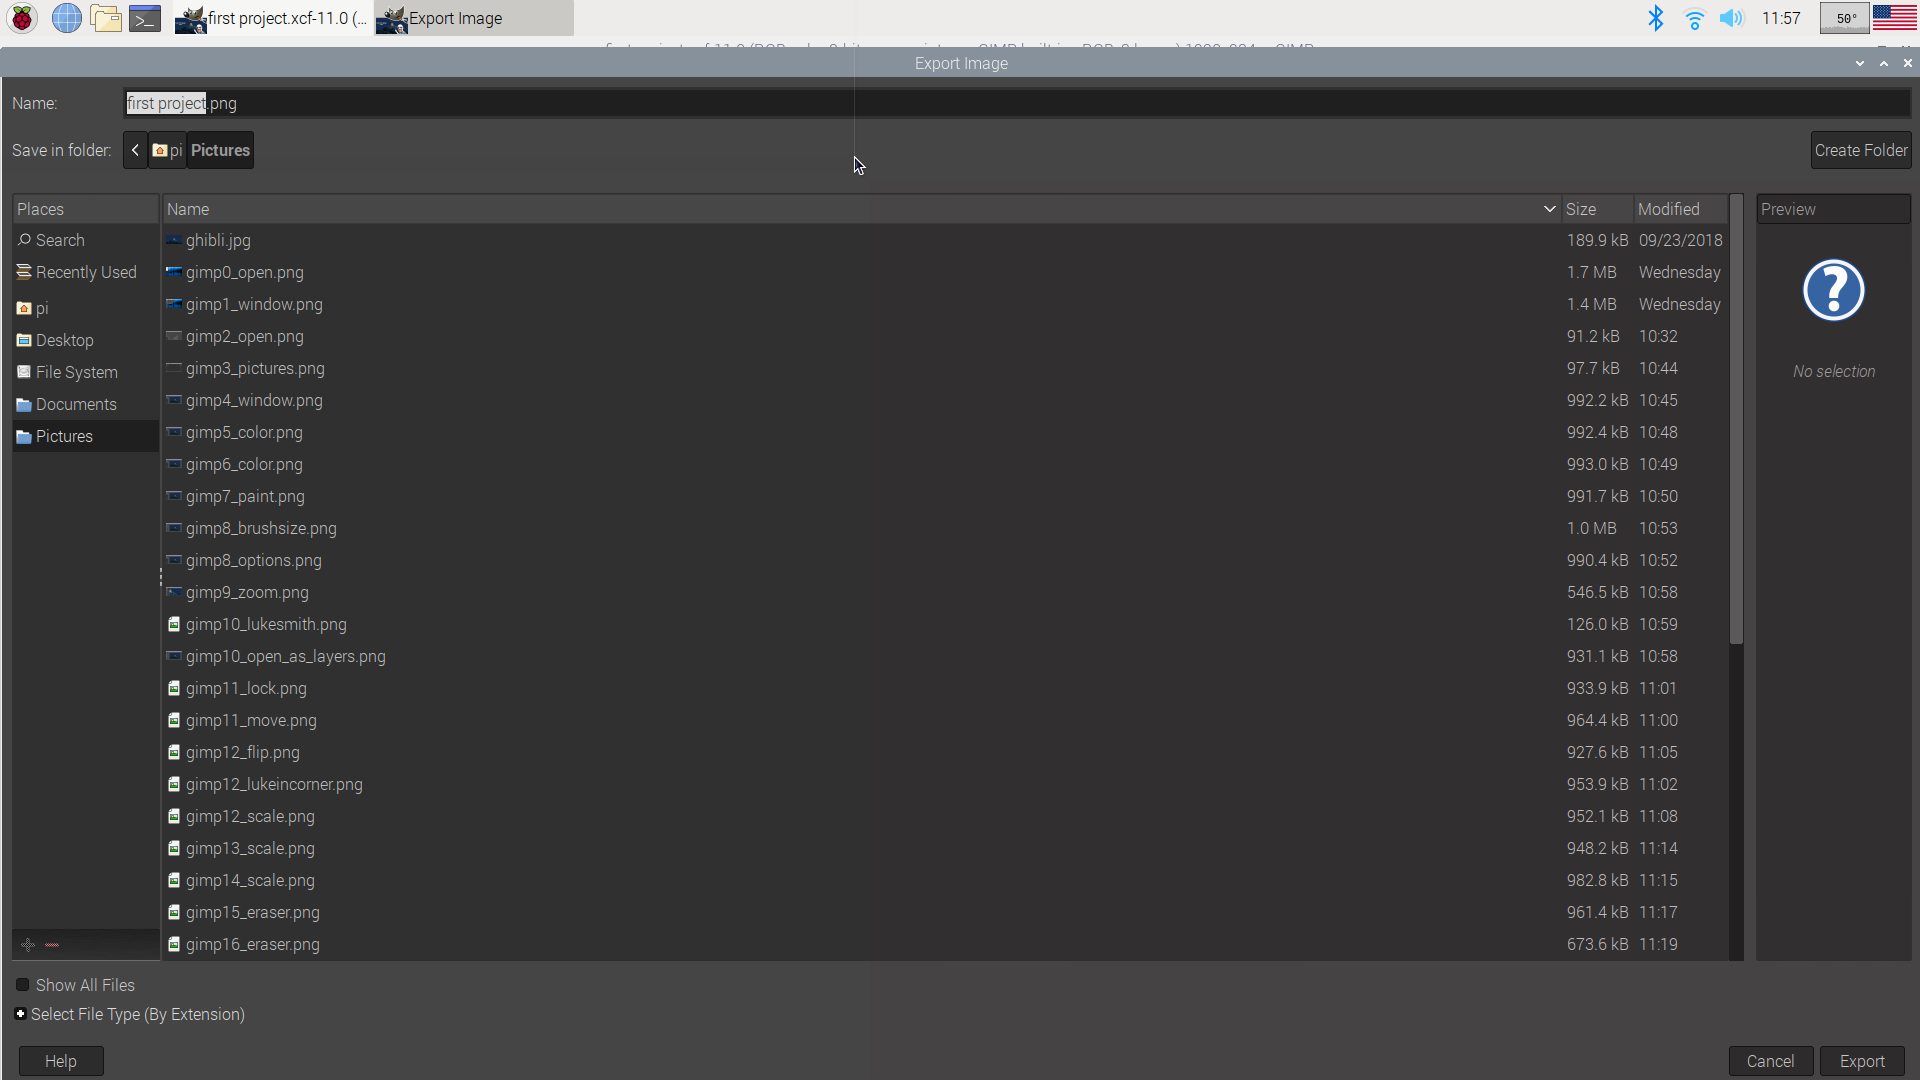 first project.xcf-11.0 (...
Export Image
11:57
50°
Export Image
Name:
first project.png
Save in folder:
pi
Pictures
Create Folder
Places
Name
Size
Modified
Preview
Search
ghibli.jpg 189.9 kB 09/23/2018
Recently Used
gimp0_open.png 1.7 MB Wednesday
pi
gimp1_window.png 1.4 MB Wednesday
Desktop
gimp2_open.png 91.2 kB 10:32
File System
gimp3_pictures.png 97.7 kB 10:44
No selection
Documents
gimp4_window.png 992.2 kB 10:45
Pictures
gimp5_color.png 992.4 kB 10:48
gimp6_color.png 993.0 kB 10:49
gimp7_paint.png 991.7 kB 10:50
gimp8_brushsize.png 1.0 MB 10:53
gimp8_options.png 990.4 kB 10:52
gimp9_zoom.png 546.5 kB 10:58
gimp10_lukesmith.png 126.0 kB 10:59
gimp10_open_as_layers.png 931.1 kB 10:58
gimp11_lock.png 933.9 kB 11:01
gimp11_move.png 964.4 kB 11:00
gimp12_flip.png 927.6 kB 11:05
gimp12_lukeincorner.png 953.9 kB 11:02
gimp12_scale.png 952.1 kB 11:08
gimp13_scale.png 948.2 kB 11:14
gimp14_scale.png 982.8 kB 11:15
gimp15_eraser.png 961.4 kB 11:17
gimp16_eraser.png 673.6 kB 11:19
Show All Files
Select File Type (By Extension)
Help
Cancel
Export